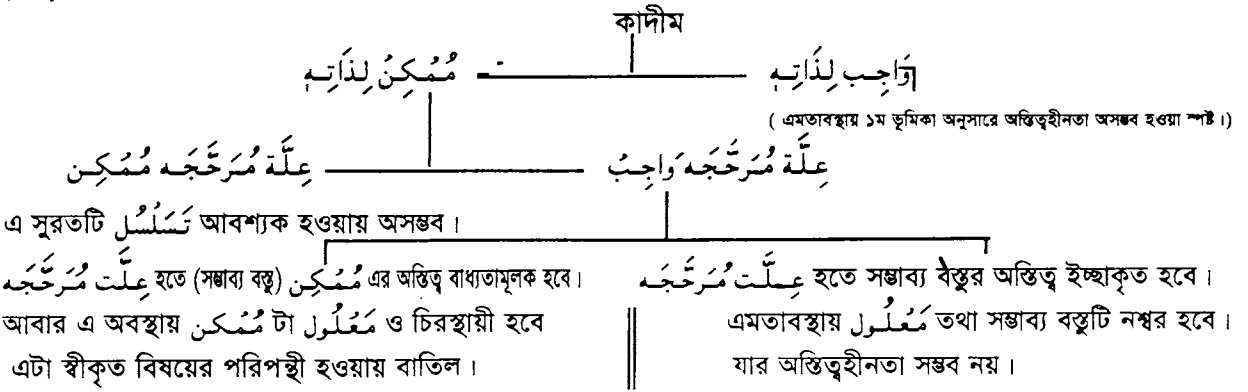 কাদীম
وَاجِب لِذَاتِهٖ
مُمْكِنُ لِذَاتِهٖ
( এমতাবস্থায় ১ম ভূমিকা অনুসারে অস্তিত্বহীনতা অসম্ভব হওয়া স্পষ্ট।)
عِلَّة مُرَحَّجَه وَاجِبُ
عِلَّة مُرَحَّجَه مُمْكِن
এ সুরতটি تَسَلْسُل আবশ্যক হওয়ায় অসম্ভব।
عِلَّت مُرَحَّجَه হতে (সম্ভাব্য বস্তু) مُمْكِن এর অস্তিত্ব বাধ্যতামূলক হবে।
আবার এ অবস্থায় مُمْكن টা مَعْلُول ও চিরস্থায়ী হবে
এটা স্বীকৃত বিষয়ের পরিপন্থী হওয়ায় বাতিল।
عِلَّت مُرَحَّجَه হতে সম্ভাব্য বস্তুর অস্তিত্ব ইচ্ছাকৃত হবে।
এমতাবস্থায় مَعْلُول তথা সম্ভাব্য বস্তুটি নশ্বর হবে।
যার অস্তিত্বহীনতা সম্ভব নয়।